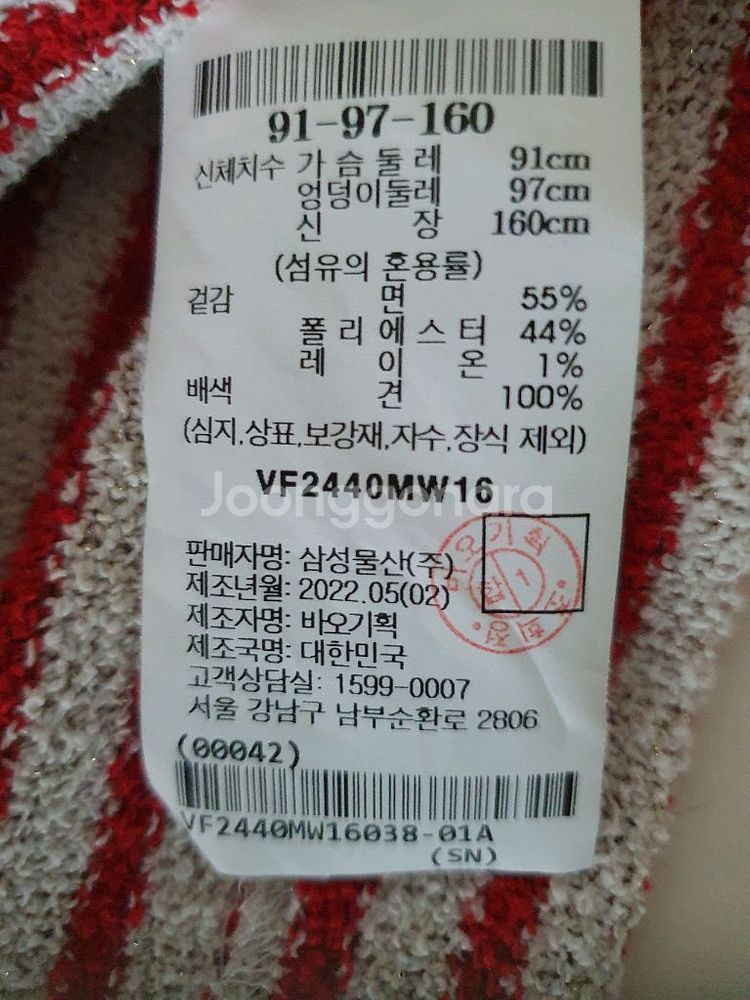 91-97-160
신체치수 가슴둘레 91cm
엉덩이둘레 97cm
신장 160cm
(섬유의 혼용률)
겉감 면 55%
폴리에스터 44%
레이온 1%
배색 견 100%
(심지,상표,보강재,자수,장식 제외)
VF2440MW16
Joonggonara
판매자명: 삼성물산(주)
제조년월: 2022.05(02)
제조자명: 바오기획
제조국명: 대한민국
고객상담실: 1599-0007
서울 강남구 남부순환로 2806
(00042)
VF2440MW16038-01A
(SN)